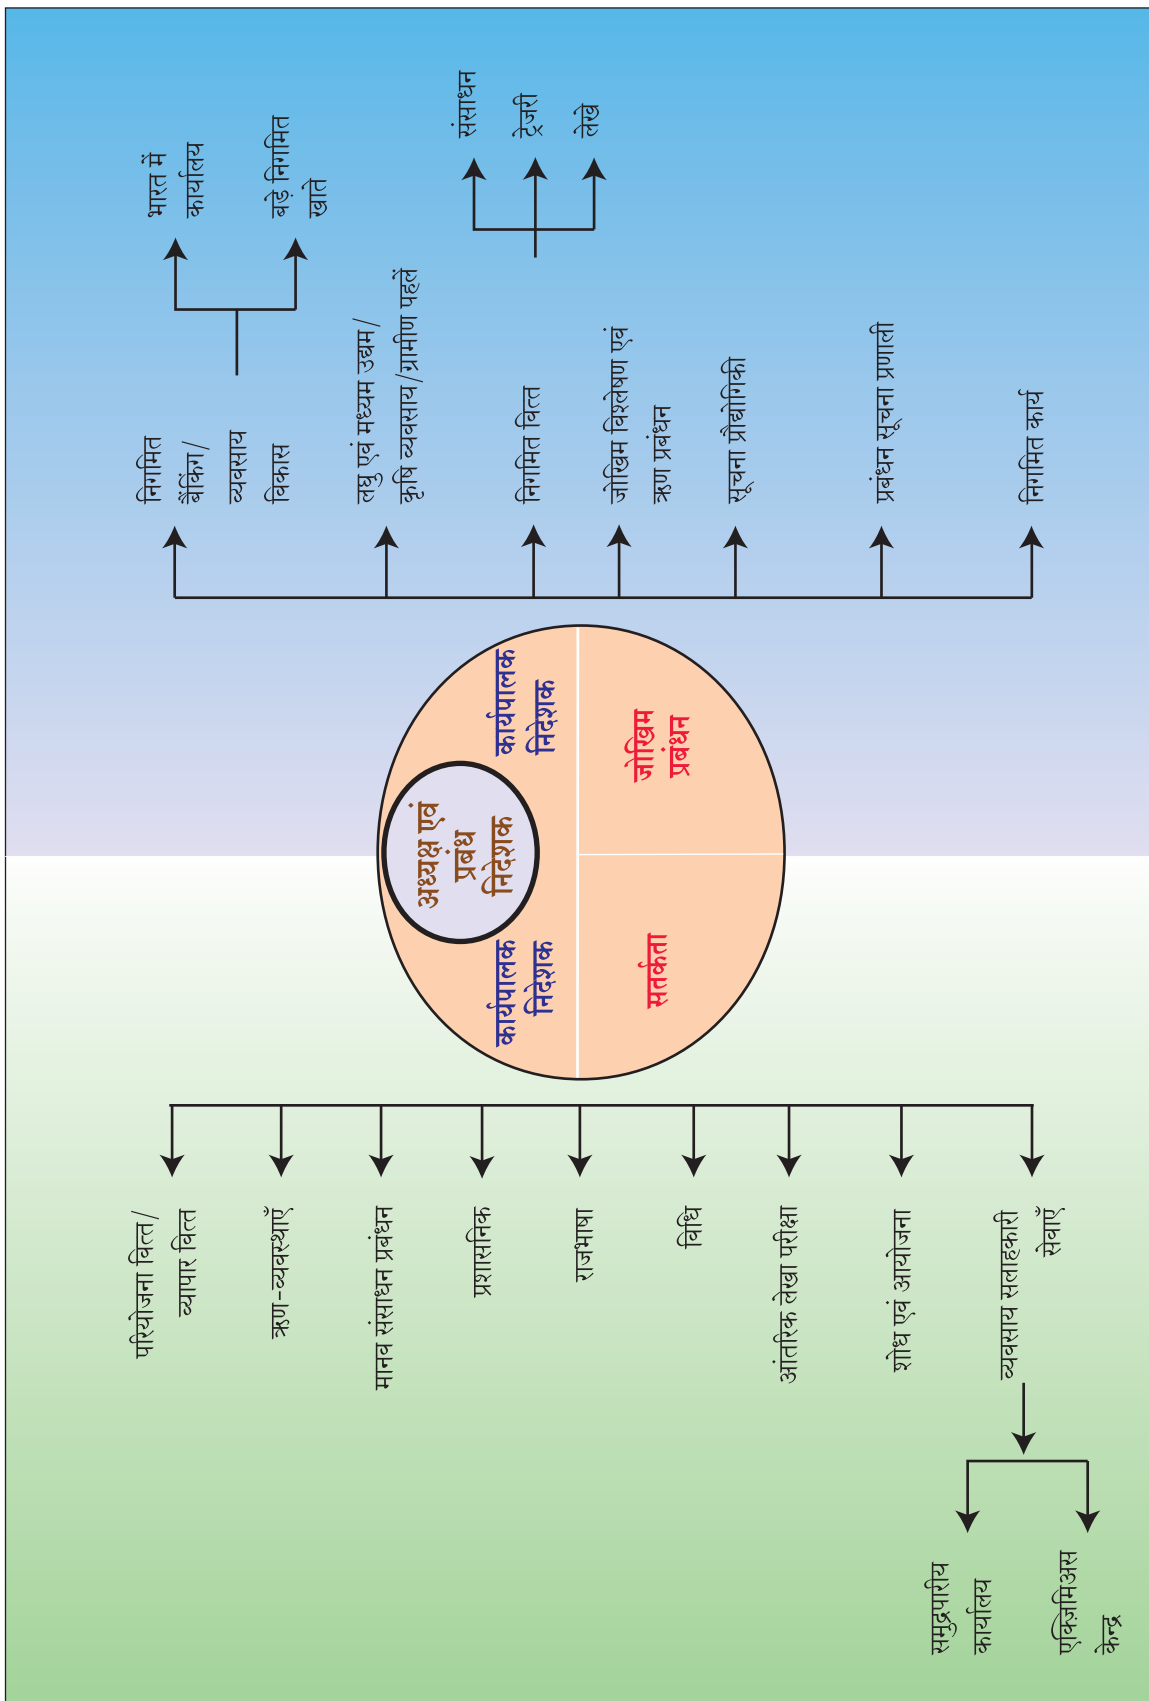 अध्यक्ष एवं
प्रबंध
निदेशक
कार्यपालक
निदेशक
कार्यपालक
निदेशक
सतर्कता
जोखिम
प्रबंधन
परियोजना वित्त/
व्यापार वित्त
ऋण-व्यवस्थाएँ
मानव संसाधन प्रबंधन
प्रशासनिक
राजभाषा
विधि
आंतरिक लेखा परीक्षा
शोध एवं आयोजना
व्यवसाय सलाहकारी
सेवाएँ
समुद्रपारीय
कार्यालय
एक्ज़िमिअस
केन्द्र
निगमित
बैंकिंग/
व्यवसाय
विकास
भारत में
कार्यालय
बड़े निगमित
खाते
लघु एवं मध्यम उद्यम/
कृषि व्यवसाय/ग्रामीण पहलें
निगमित वित्त
संसाधन
ट्रेजरी
लेखे
जोखिम विश्लेषण एवं
ऋण प्रबंधन
सूचना प्रौद्योगिकी
प्रबंधन सूचना प्रणाली
निगमित कार्य